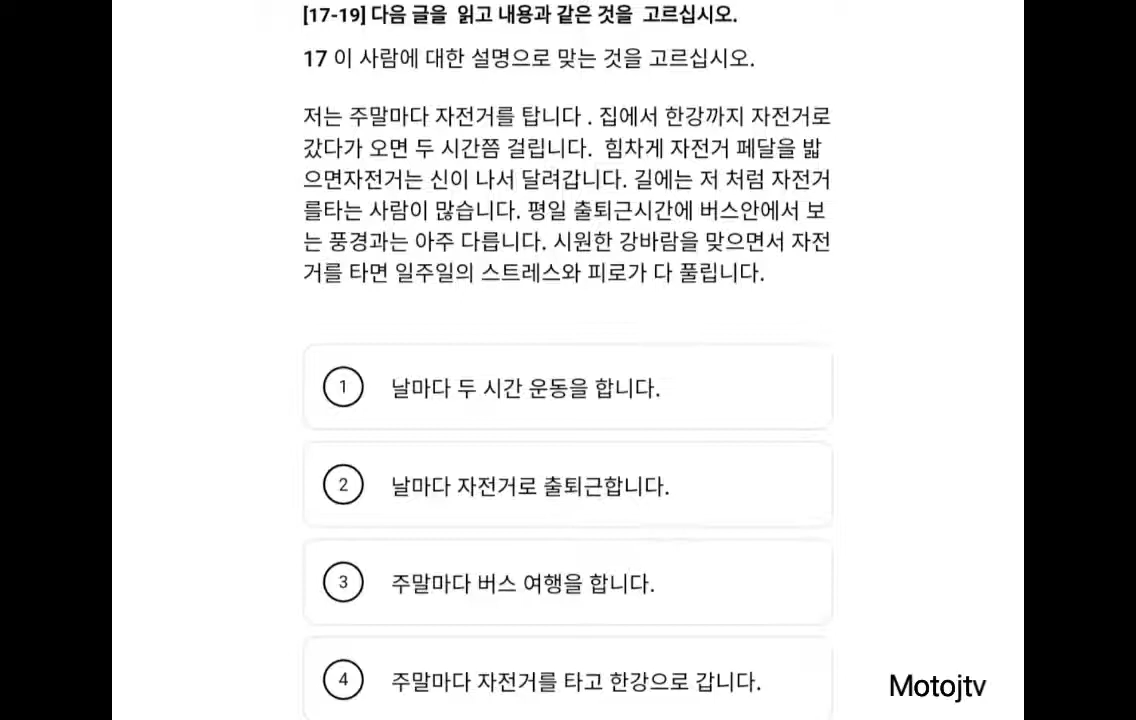 [17-19] 다음 글을 읽고 내용과 같은 것을 고르십시오.
17 이 사람에 대한 설명으로 맞는 것을 고르십시오.
저는 주말마다 자전거를 탑니다 . 집에서 한강까지 자전거로
갔다가 오면 두 시간쯤 걸립니다. 힘차게 자전거 페달을 밟
으면자전거는 신이 나서 달려갑니다. 길에는 저 처럼 자전거
를타는 사람이 많습니다. 평일 출퇴근시간에 버스안에서 보
는 풍경과는 아주 다릅니다. 시원한 강바람을 맞으면서 자전
거를 타면 일주일의 스트레스와 피로가 다 풀립니다.
1 날마다 두 시간 운동을 합니다.
2 날마다 자전거로 출퇴근합니다.
3 주말마다 버스 여행을 합니다.
4 주말마다 자전거를 타고 한강으로 갑니다.
Motojtv